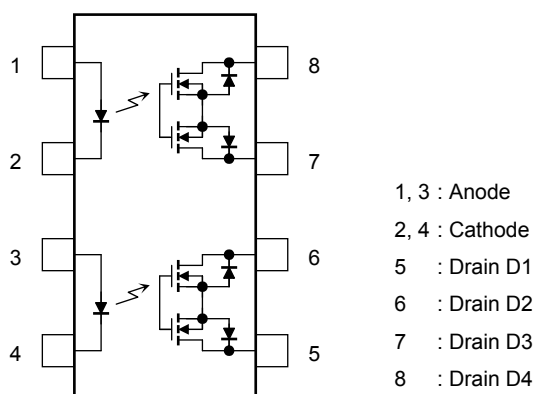 1
8
2
7
3
6
4
5
1, 3 : Anode
2, 4 : Cathode
5 : Drain D1
6 : Drain D2
7 : Drain D3
8 : Drain D4